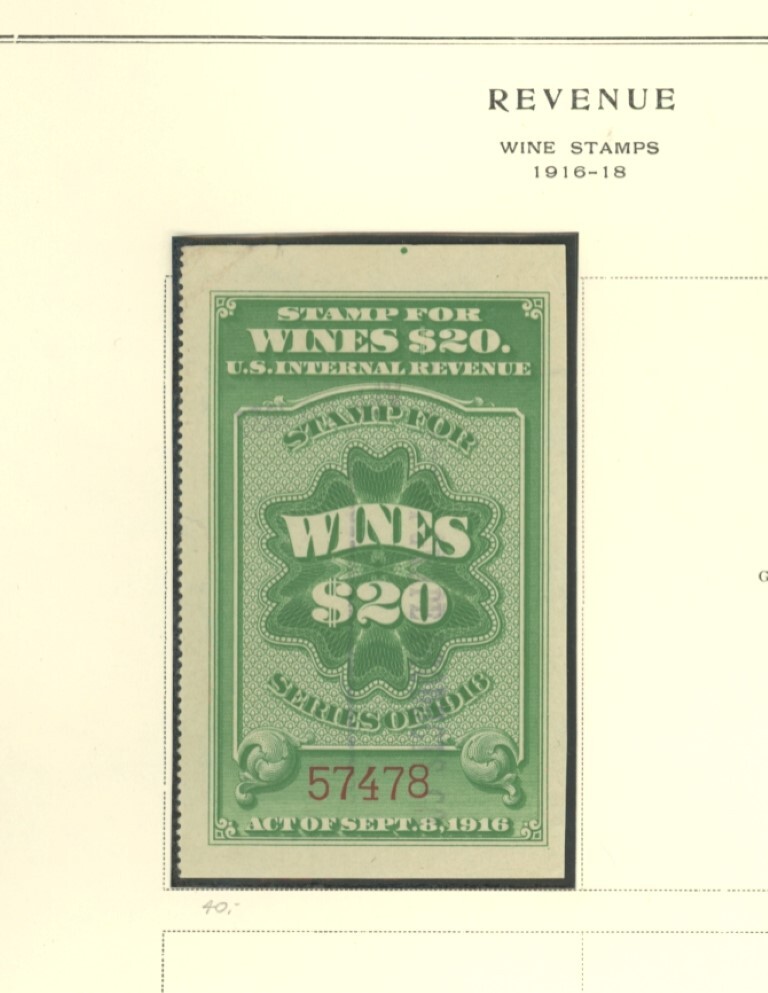 REVENUE
WINE STAMPS
1916-18
STAMP FOR
WINES $20.
U.S. INTERNAL REVENUE
STAMP FOR
WINES
$20
SERIES OF 1916
57478
ACT OF SEPT. 8, 1916
G
40.-